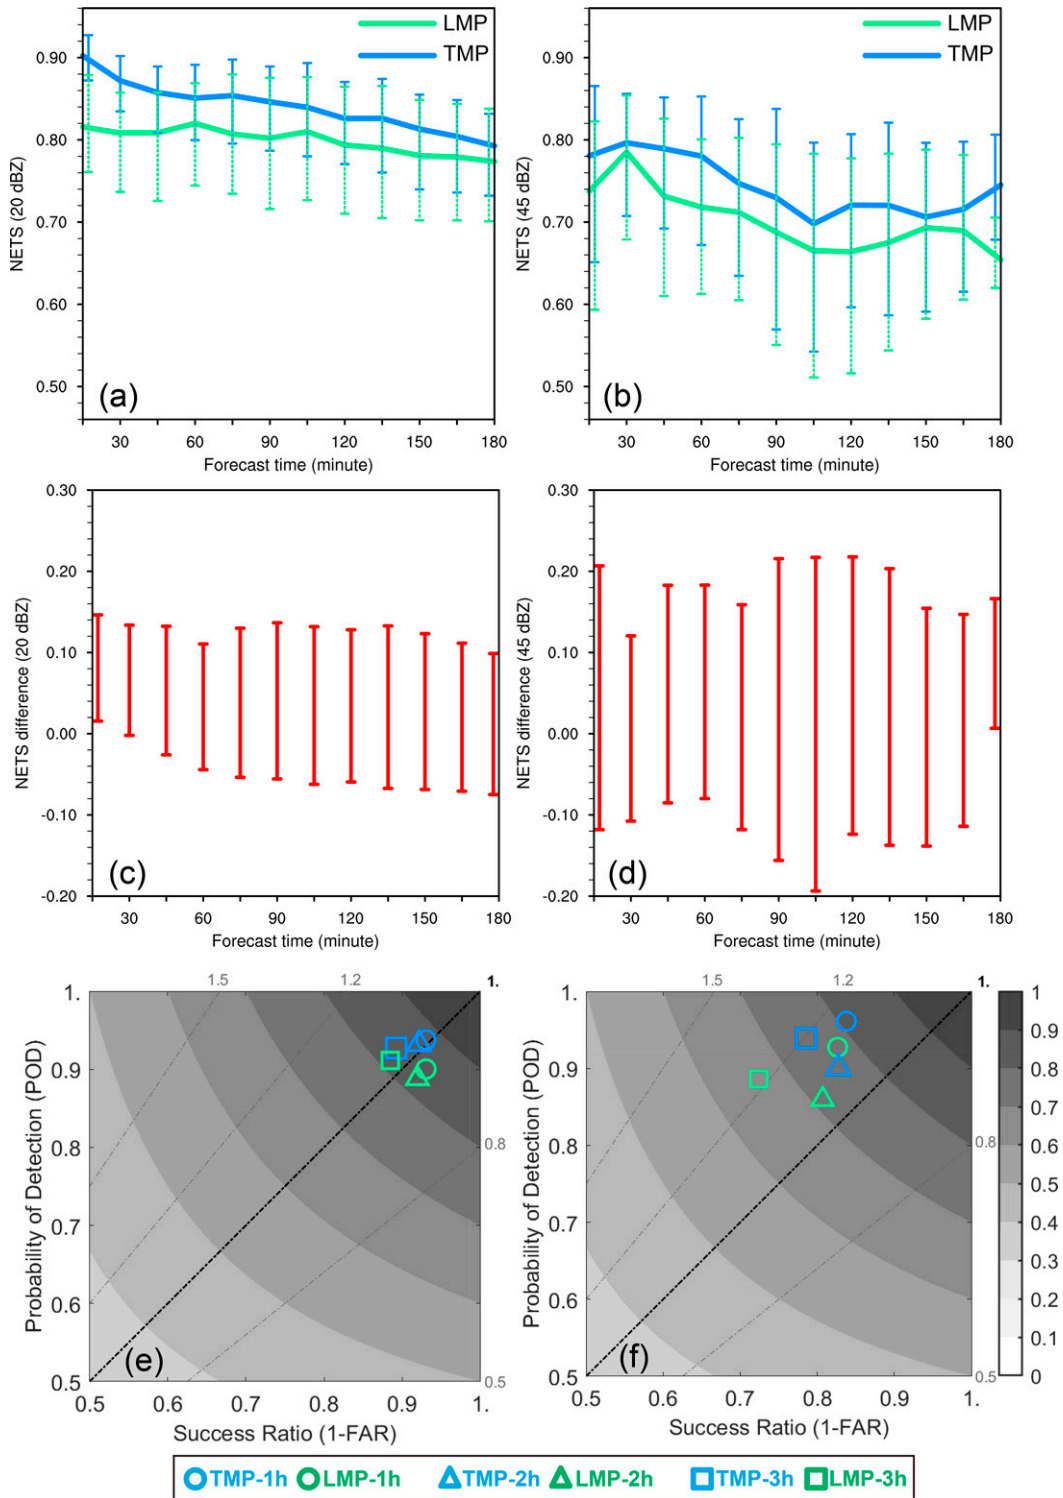 LMP
TMP
0.90
0.80
0.70
0.60
0.50
NETS (20 dBZ)
(a)
30 60 90 120 150 180
Forecast time (minute)
LMP
TMP
0.90
0.80
0.70
0.60
0.50
NETS (45 dBZ)
(b)
30 60 90 120 150 180
Forecast time (minute)
0.30
0.20
0.10
0.00
-0.10
-0.20
NETS difference (20 dBZ)
(c)
30 60 90 120 150 180
Forecast time (minute)
0.30
0.20
0.10
0.00
-0.10
-0.20
NETS difference (45 dBZ)
(d)
30 60 90 120 150 180
Forecast time (minute)
1.5 1.2 1.
1.
0.9
0.8
0.7
0.6
0.5
Probability of Detection (POD)
0.8
0.5
(e)
0.5 0.6 0.7 0.8 0.9 1.
Success Ratio (1-FAR)
1.5 1.2 1.
1.
0.9
0.8
0.7
0.6
0.5
Probability of Detection (POD)
0.8
0.5
(f)
0.5 0.6 0.7 0.8 0.9 1.
Success Ratio (1-FAR)
1
0.9
0.8
0.7
0.6
0.5
0.4
0.3
0.2
0.1
0
TMP-1h LMP-1h TMP-2h LMP-2h TMP-3h LMP-3h